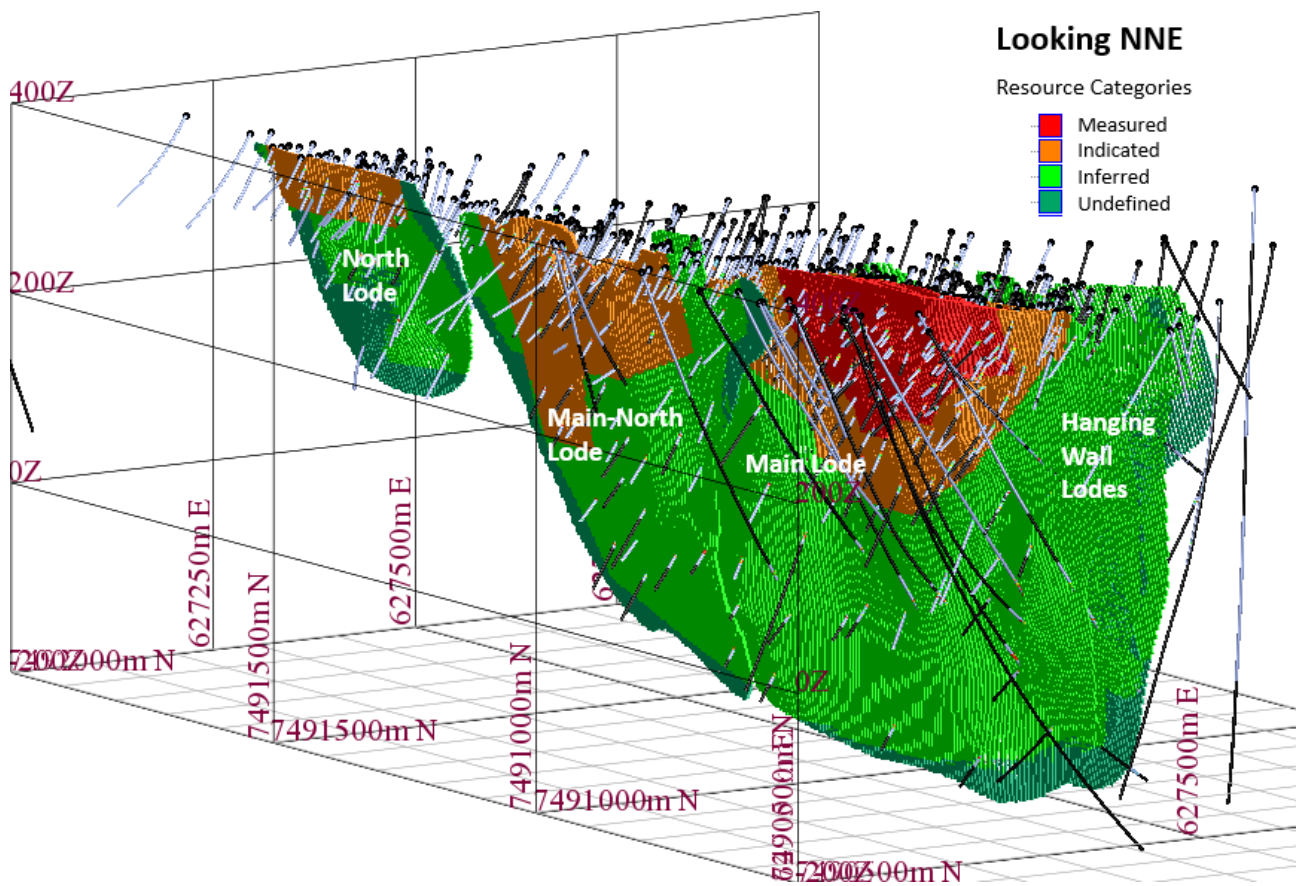 Looking NNE
Resource Categories
Measured
Indicated
Inferred
Undefined
400Z
200Z
0Z
North
Lode
Main-North
Lode
Main Lode
Hanging
Wall
Lodes
200Z
0Z
627250m E
627500m E
7491500m N
7491500m N
7491000m N
7491000m N
627500m E